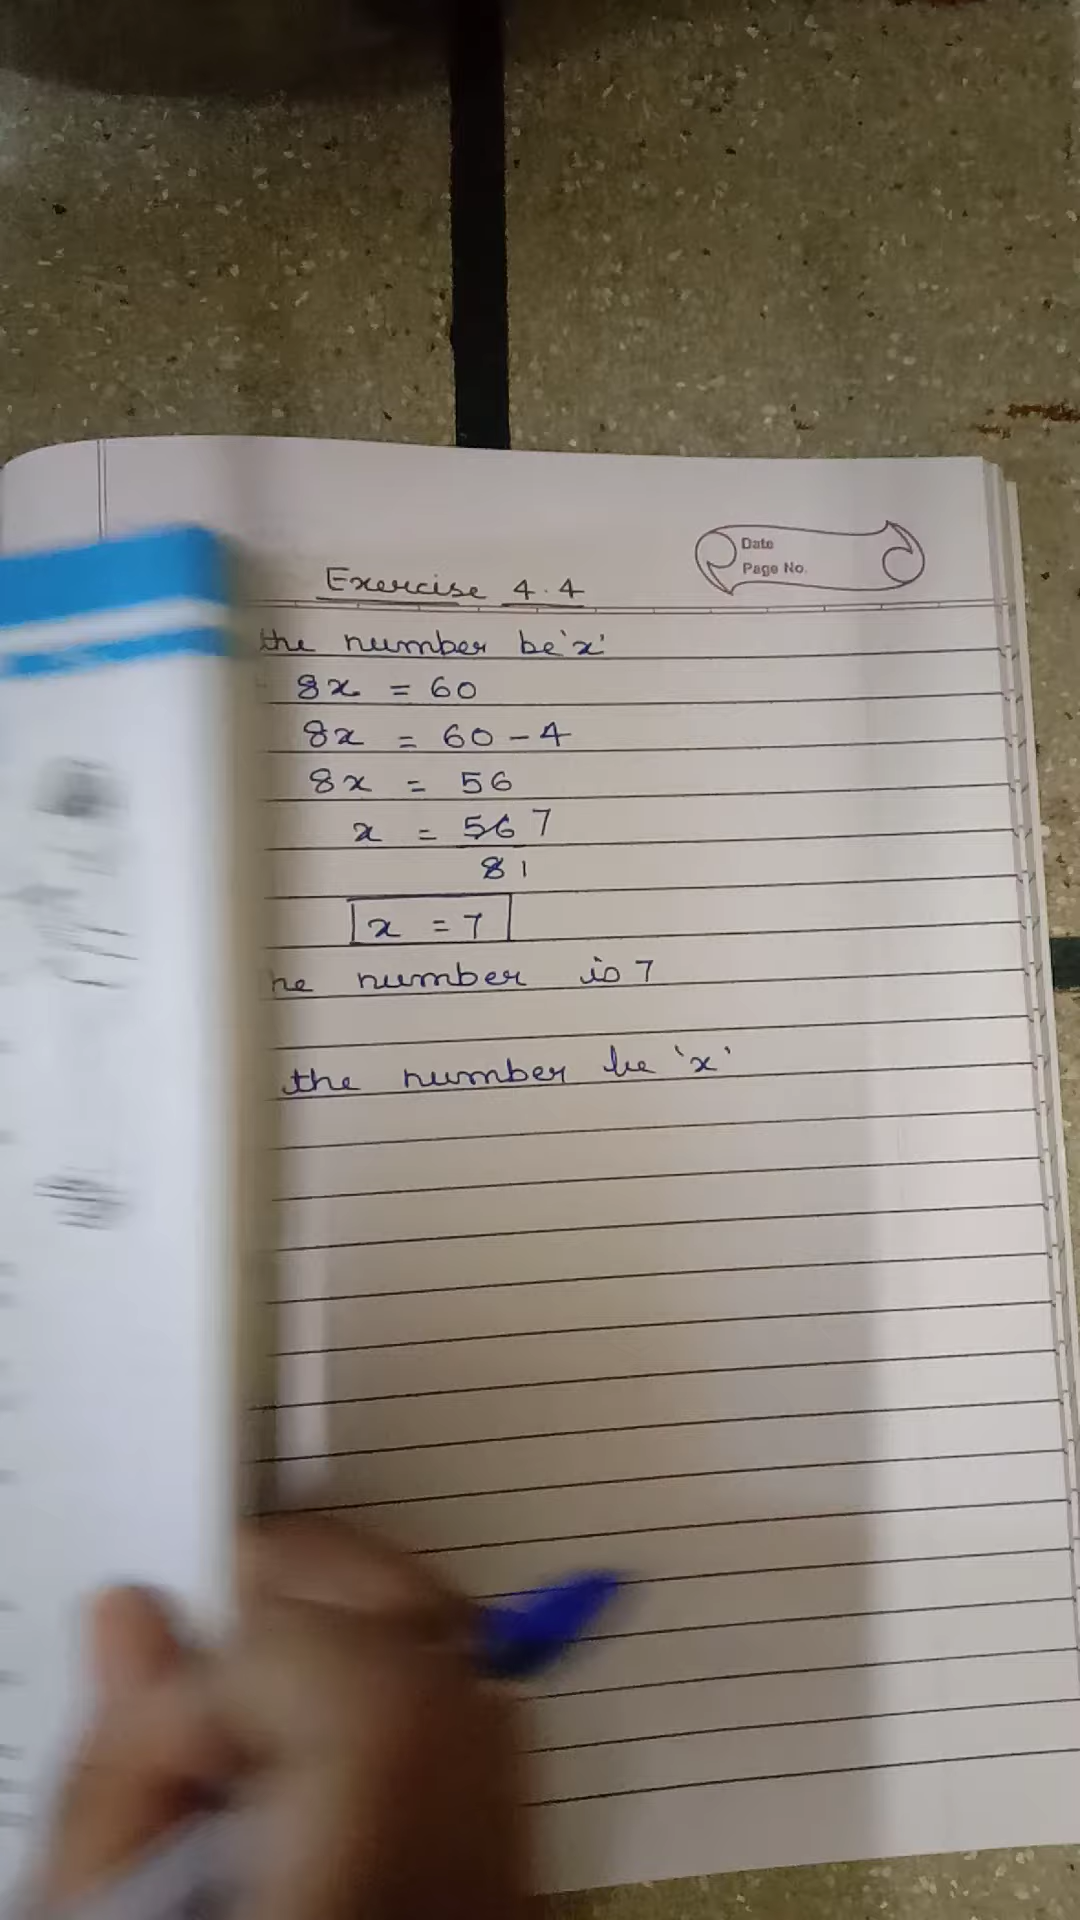 Date
Page No.
Exercise 4.4
the number be 'x'
8x = 60
8x = 60 - 4
8x = 56
x = 56 7
8 1
x = 7
he number is 7
the number be 'x'